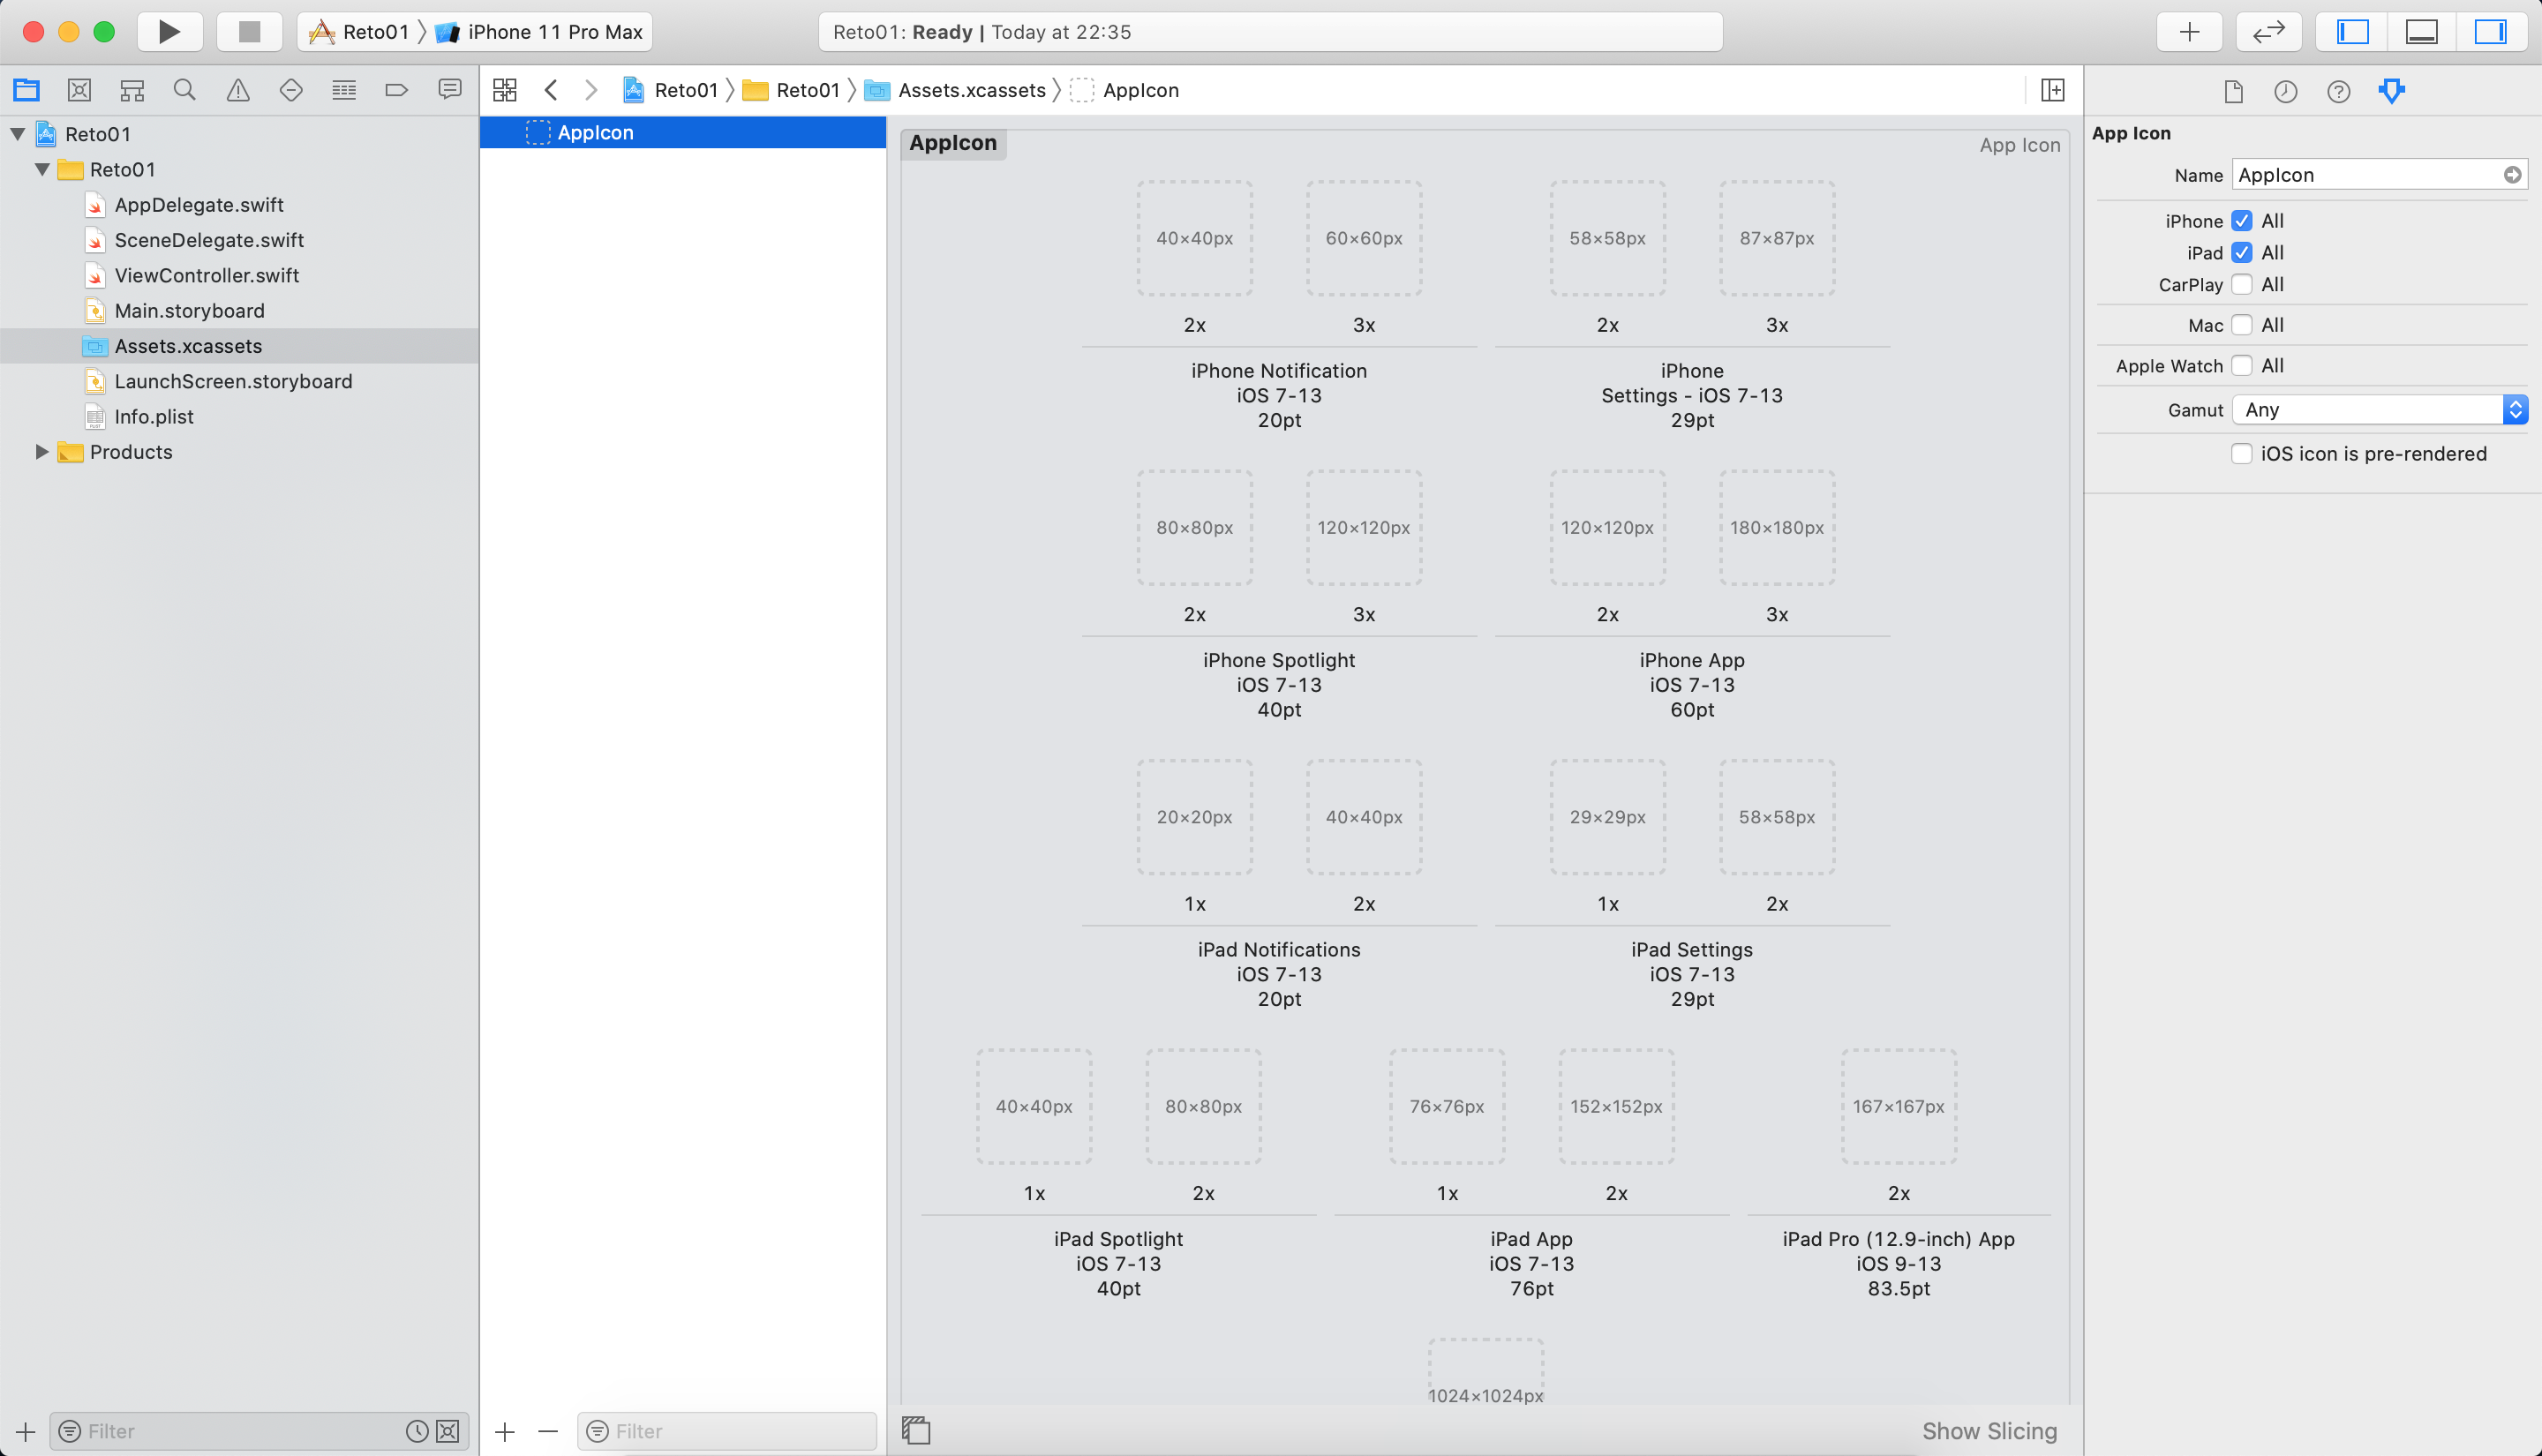 Reto01 iPhone 11 Pro Max
Reto01: Ready | Today at 22:35
Reto01
Reto01
AppDelegate.swift
SceneDelegate.swift
ViewController.swift
Main.storyboard
Assets.xcassets
LaunchScreen.storyboard
Info.plist
Products
Filter
Reto01 Reto01 Assets.xcassets AppIcon
AppIcon
Filter
AppIcon
App Icon
40×40px 60×60px 58×58px 87×87px
2x 3x 2x 3x
iPhone Notification
iOS 7-13
20pt
iPhone
Settings - iOS 7-13
29pt
80×80px 120×120px 120×120px 180×180px
2x 3x 2x 3x
iPhone Spotlight
iOS 7-13
40pt
iPhone App
iOS 7-13
60pt
20×20px 40×40px 29×29px 58×58px
1x 2x 1x 2x
iPad Notifications
iOS 7-13
20pt
iPad Settings
iOS 7-13
29pt
40×40px 80×80px 76×76px 152×152px 167×167px
1x 2x 1x 2x 2x
iPad Spotlight
iOS 7-13
40pt
iPad App
iOS 7-13
76pt
iPad Pro (12.9-inch) App
iOS 9-13
83.5pt
1024×1024px
Show Slicing
App Icon
Name AppIcon
iPhone All
iPad All
CarPlay All
Mac All
Apple Watch All
Gamut Any
iOS icon is pre-rendered